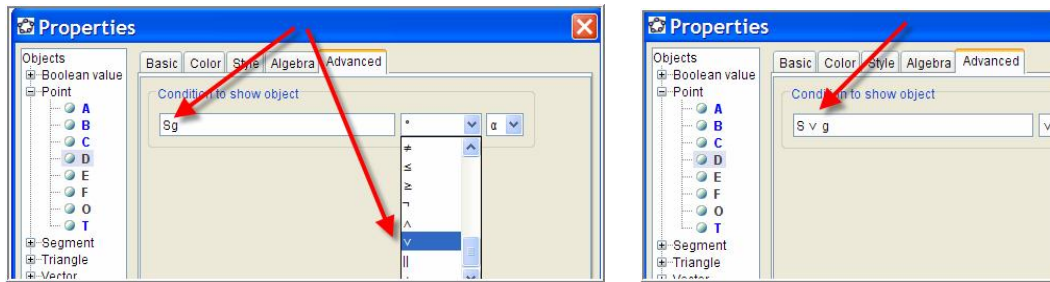 Properties
Objects
Boolean value
Point
A
B
C
D
E
F
O
T
Segment
Triangle
Vector
Basic Color Style Algebra Advanced
Condition to show object
Sg
° α
≠
≤
≥
¬
∧
∨
||
Properties
Objects
Boolean value
Point
A
B
C
D
E
F
O
T
Segment
Triangle
Vector
Basic Color Style Algebra Advanced
Condition to show object
S ∨ g
∨